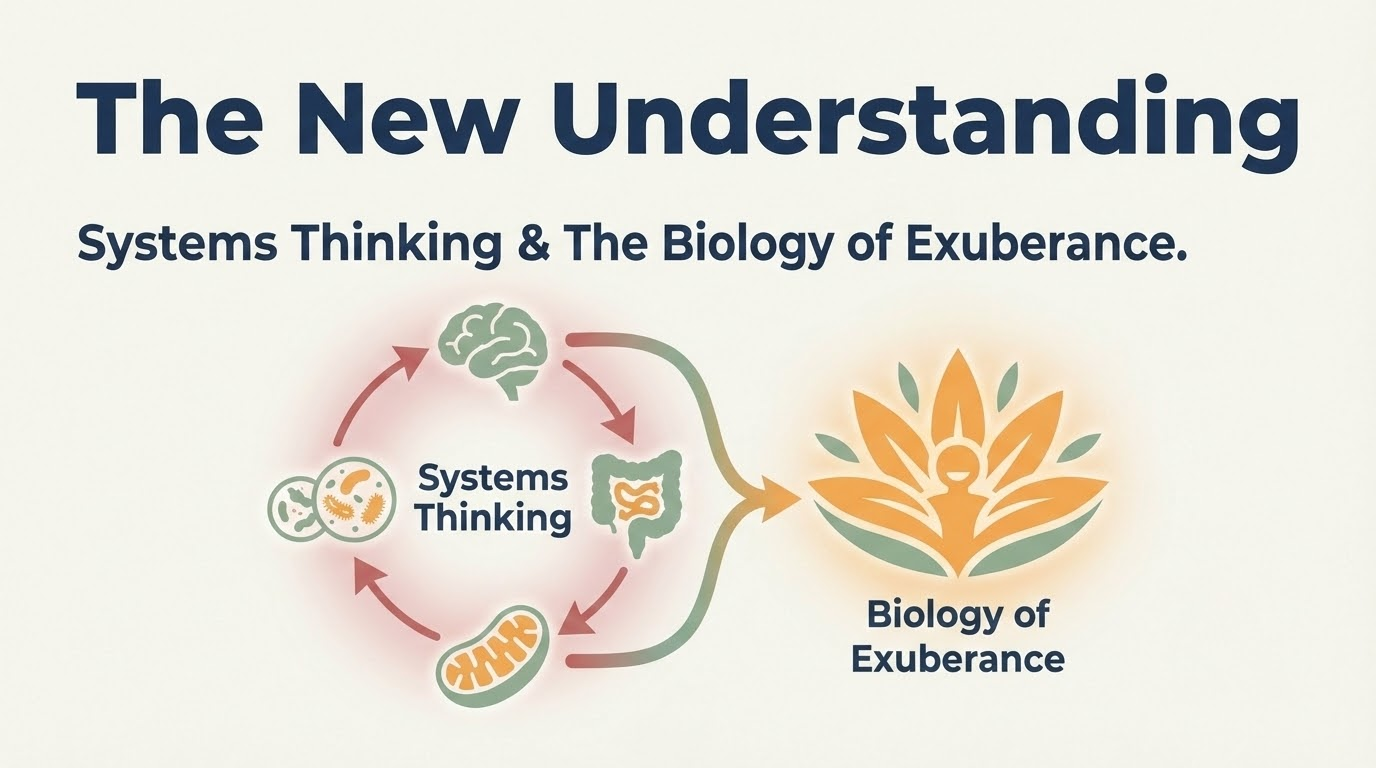 The New Understanding
Systems Thinking & The Biology of Exuberance.
Systems
Thinking
Biology of
Exuberance